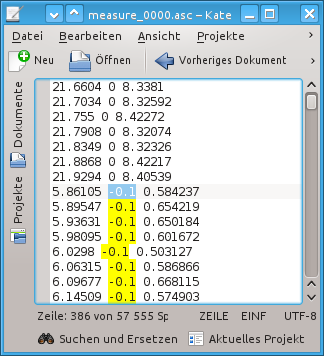 measure_0000.asc – Kate
Datei Bearbeiten Ansicht Projekte
Neu Öffnen Vorheriges Dokument
Dokumente
Projekte
21.6604 0 8.3381
21.7034 0 8.32592
21.755 0 8.42272
21.7908 0 8.32074
21.8349 0 8.32326
21.8868 0 8.42217
21.9294 0 8.40539
5.86105 -0.1 0.584237
5.89547 -0.1 0.654219
5.93631 -0.1 0.650184
5.98095 -0.1 0.601672
6.0298 -0.1 0.503127
6.06315 -0.1 0.586866
6.09677 -0.1 0.668115
6.14509 -0.1 0.574903
Zeile: 386 von 57 555 Sp ZEILE EINF UTF-8
Suchen und Ersetzen Aktuelles Projekt